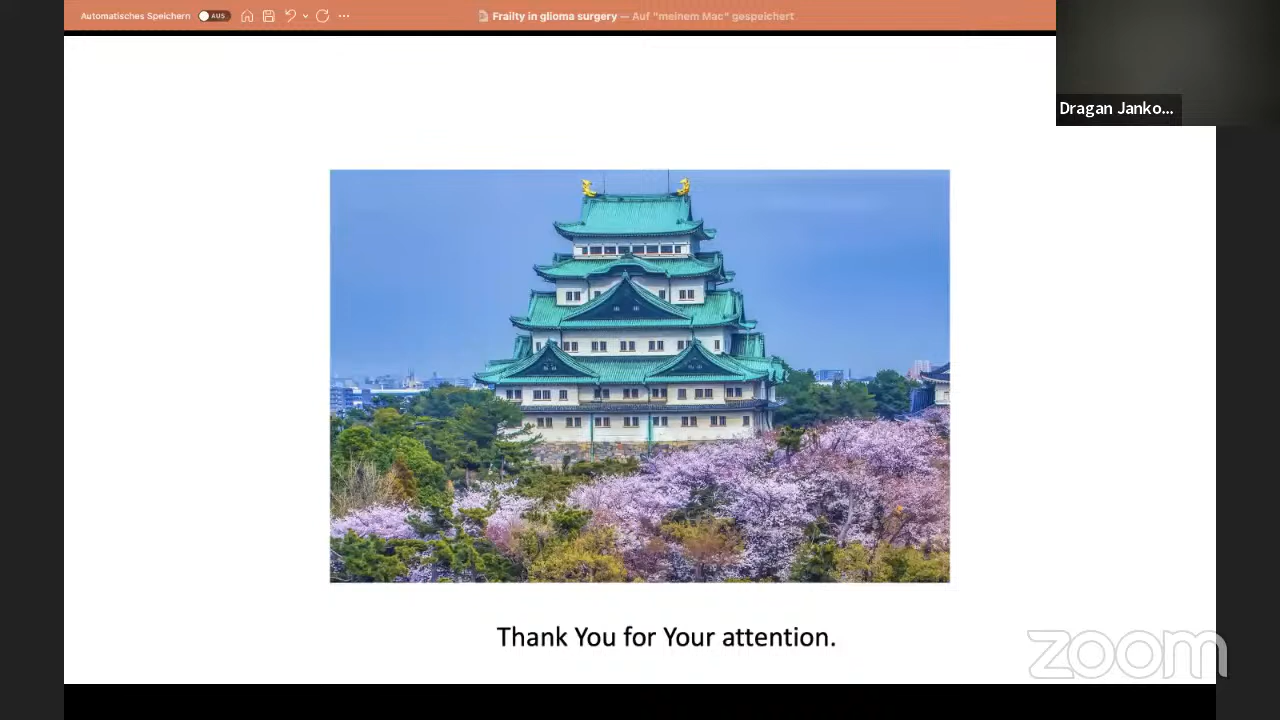 Automatisches Speichern AUS
Frailty in glioma surgery — Auf "meinem Mac" gespeichert
Dragan Janko...
Thank You for Your attention.
zoom